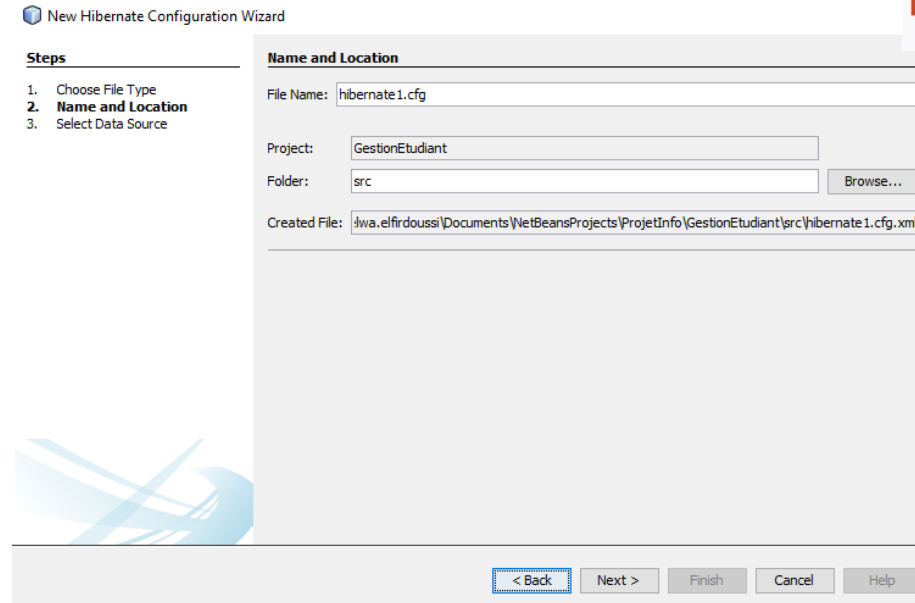 New Hibernate Configuration Wizard
Steps
1. Choose File Type
2. Name and Location
3. Select Data Source
Name and Location
File Name: hibernate1.cfg
Project: GestionEtudiant
Folder: src Browse...
Created File: lwa.elfirdoussi\Documents\NetBeansProjects\ProjetInfo\GestionEtudiant\src\hibernate1.cfg.xm
< Back Next > Finish Cancel Help